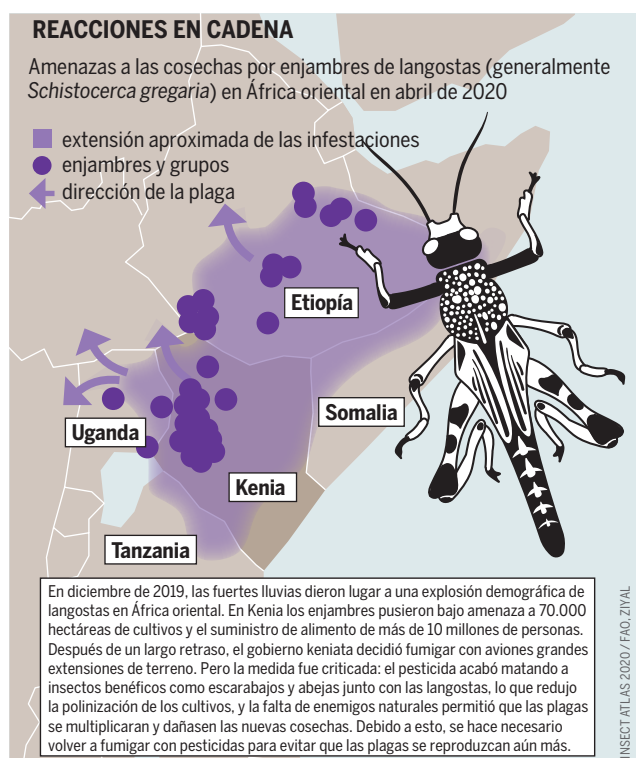 REACCIONES EN CADENA
Amenazas a las cosechas por enjambres de langostas (generalmente
Schistocerca gregaria) en África oriental en abril de 2020
extensión aproximada de las infestaciones
enjambres y grupos
dirección de la plaga
Etiopía
Somalia
Uganda
Kenia
Tanzania
En diciembre de 2019, las fuertes lluvias dieron lugar a una explosión demográfica de
langostas en África oriental. En Kenia los enjambres pusieron bajo amenaza a 70.000
hectáreas de cultivos y el suministro de alimento de más de 10 millones de personas.
Después de un largo retraso, el gobierno keniata decidió fumigar con aviones grandes
extensiones de terreno. Pero la medida fue criticada: el pesticida acabó matando a
insectos benéficos como escarabajos y abejas junto con las langostas, lo que redujo
la polinización de los cultivos, y la falta de enemigos naturales permitió que las plagas
se multiplicaran y dañasen las nuevas cosechas. Debido a esto, se hace necesario
volver a fumigar con pesticidas para evitar que las plagas se reproduzcan aún más.
INSECT ATLAS 2020 / FAO, ZIYAL